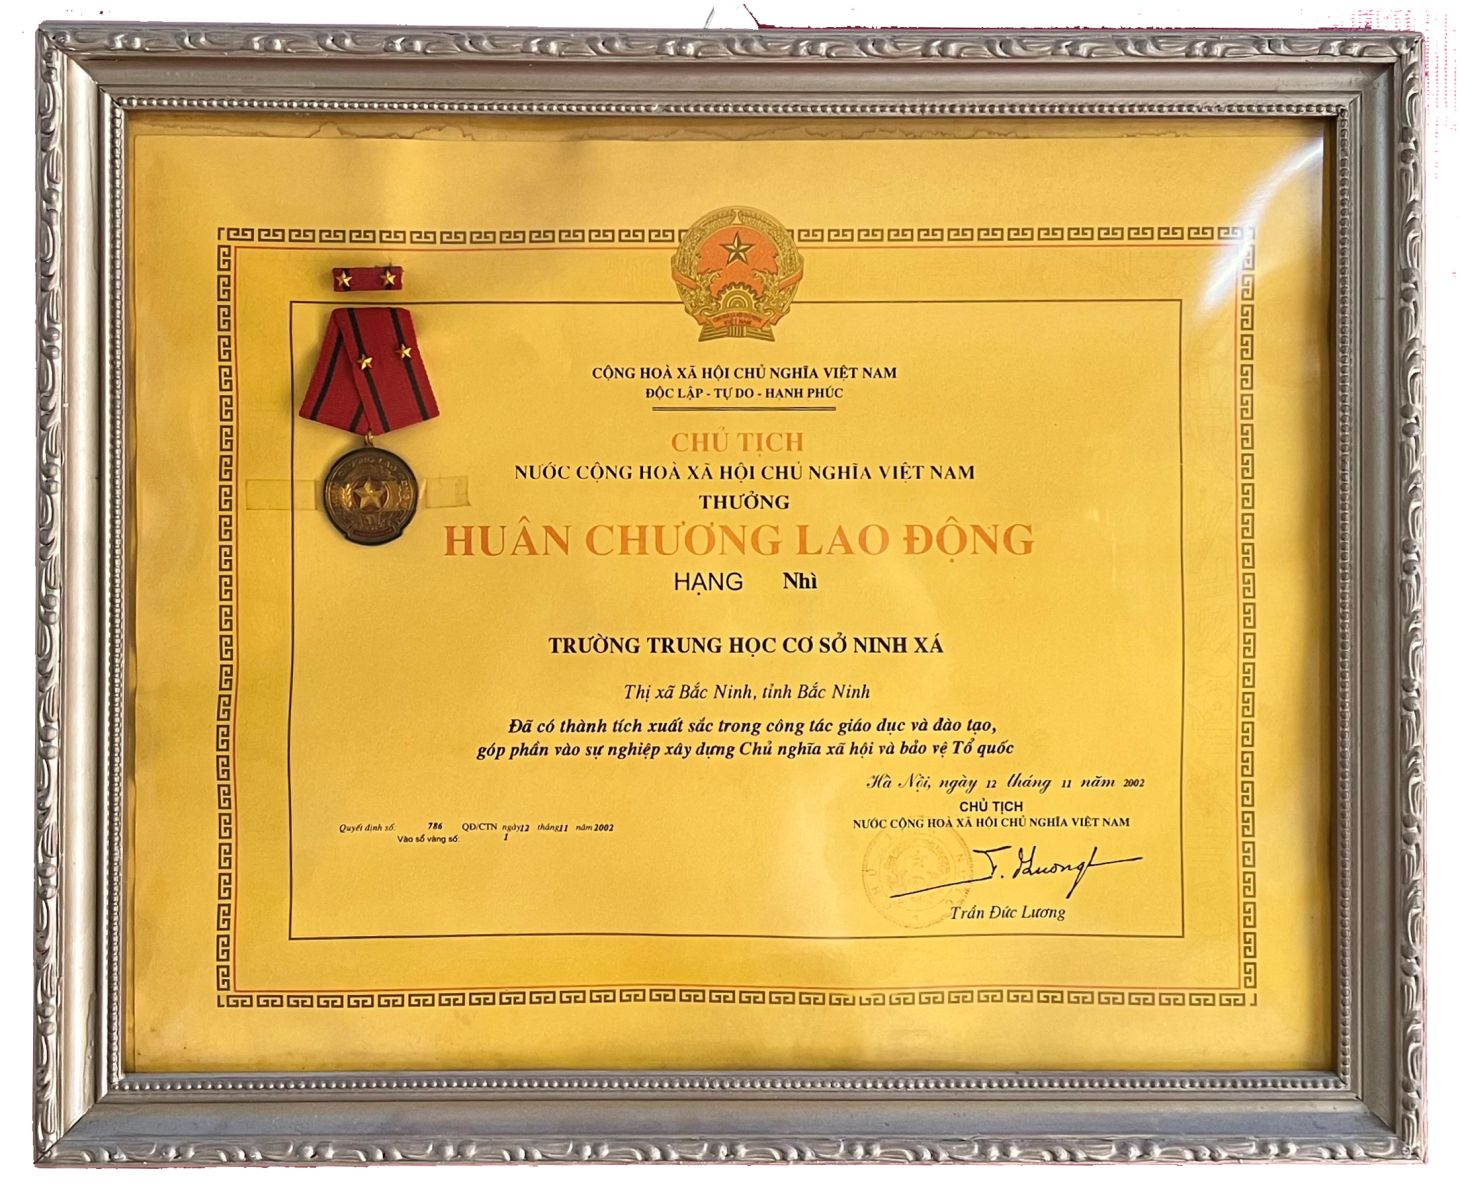 CỘNG HOÀ XÃ HỘI CHỦ NGHĨA VIỆT NAM
ĐỘC LẬP - TỰ DO - HẠNH PHÚC
CHỦ TỊCH
NƯỚC CỘNG HOÀ XÃ HỘI CHỦ NGHĨA VIỆT NAM
THƯỞNG
HUÂN CHƯƠNG LAO ĐỘNG
HẠNG Nhì
TRƯỜNG TRUNG HỌC CƠ SỞ NINH XÁ
Thị xã Bắc Ninh, tỉnh Bắc Ninh
Đã có thành tích xuất sắc trong công tác giáo dục và đào tạo,
góp phần vào sự nghiệp xây dựng Chủ nghĩa xã hội và bảo vệ Tổ quốc
Hà Nội, ngày 12 tháng 11 năm 2002
CHỦ TỊCH
NƯỚC CỘNG HOÀ XÃ HỘI CHỦ NGHĨA VIỆT NAM
Quyết định số: 786 QĐ/CTN ngày12 tháng11 năm 2002
Vào sổ vàng số: 1
Trần Đức Lương